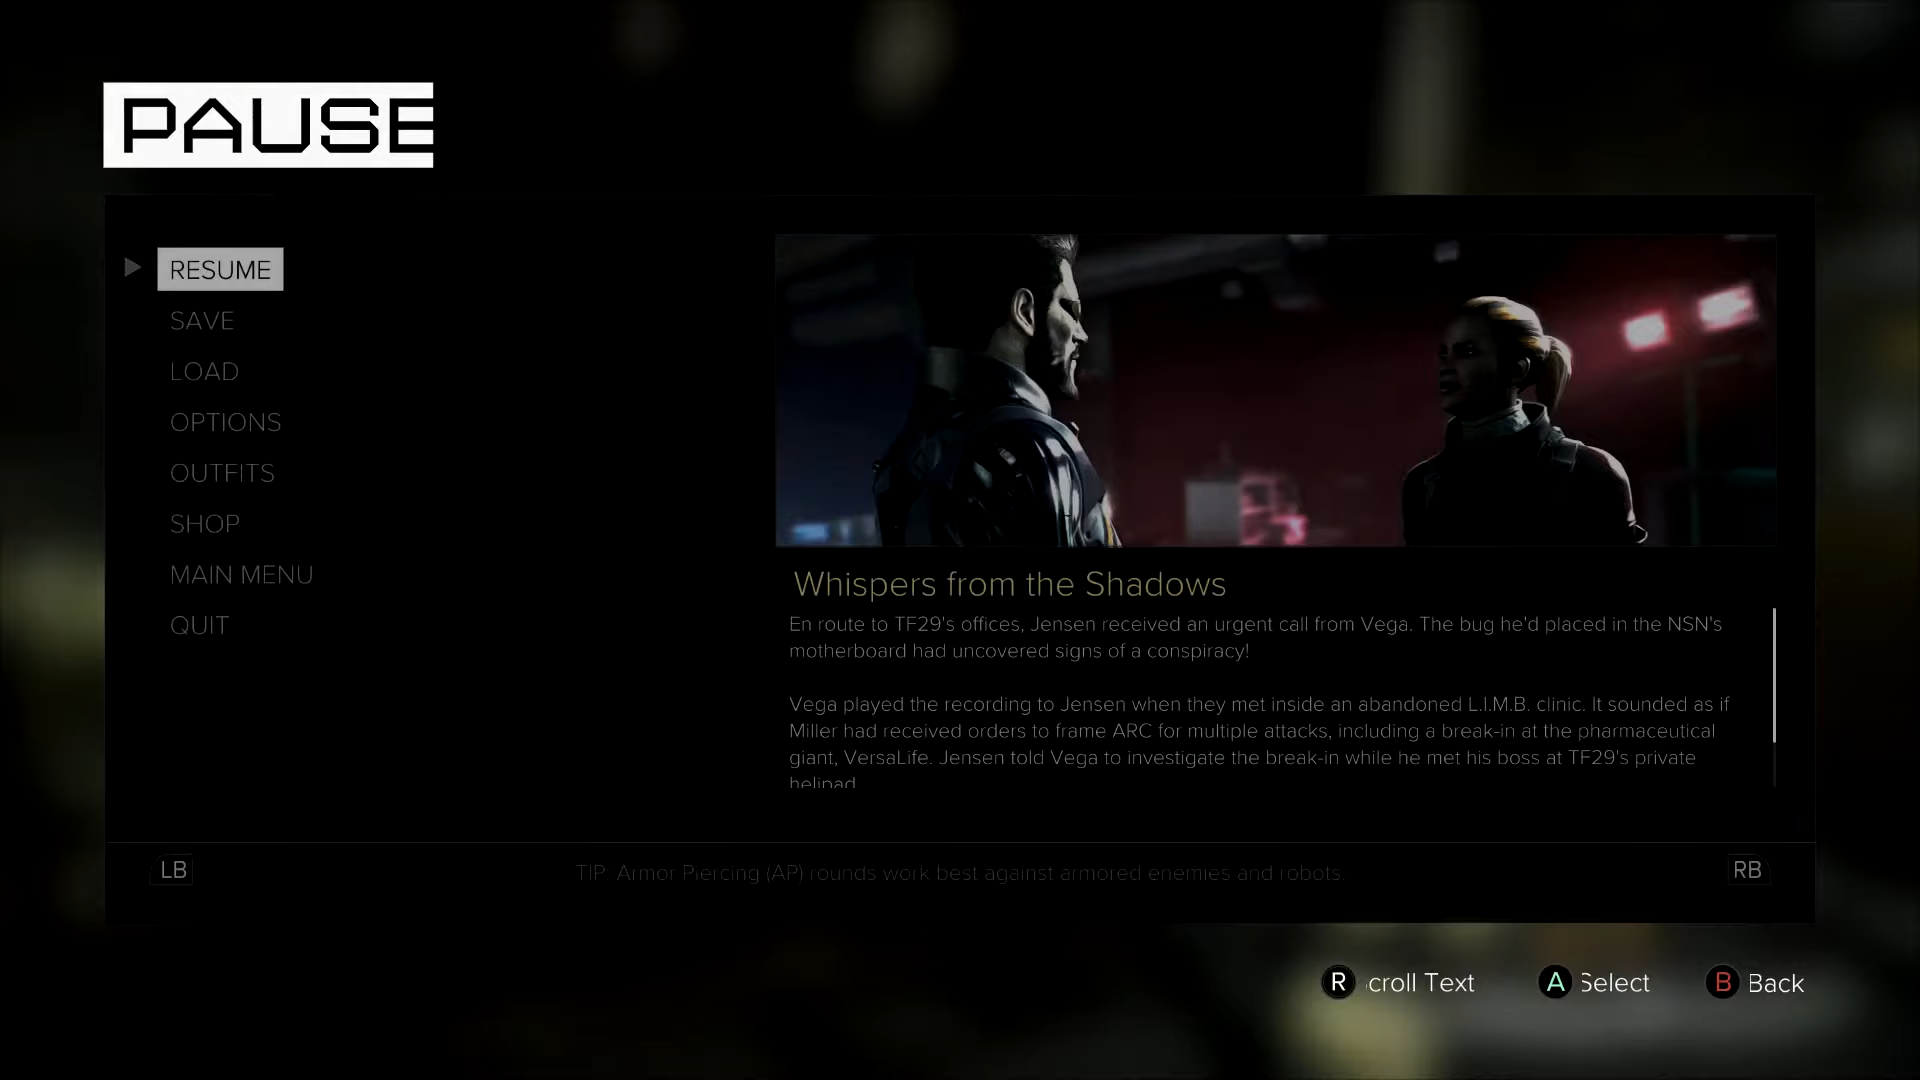 PAUSE
RESUME
SAVE
LOAD
OPTIONS
OUTFITS
SHOP
MAIN MENU
QUIT
Whispers from the Shadows
En route to TF29's offices, Jensen received an urgent call from Vega. The bug he'd placed in the NSN's
motherboard had uncovered signs of a conspiracy!
Vega played the recording to Jensen when they met inside an abandoned L.I.M.B. clinic. It sounded as if
Miller had received orders to frame ARC for multiple attacks, including a break-in at the pharmaceutical
giant, VersaLife. Jensen told Vega to investigate the break-in while he met his boss at TF29's private
helipad.
LB
TIP: Armor Piercing (AP) rounds work best against armored enemies and robots.
RB
R Scroll Text
A Select
B Back